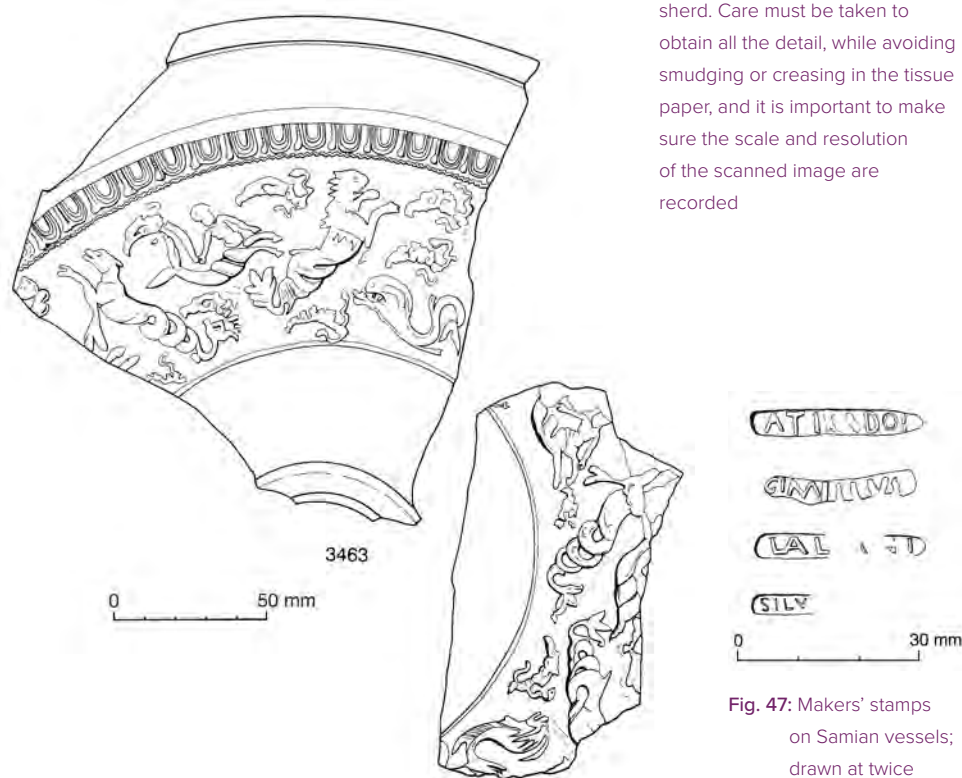 sherd. Care must be taken to
obtain all the detail, while avoiding
smudging or creasing in the tissue
paper, and it is important to make
sure the scale and resolution
of the scanned image are
recorded
3463
0 50 mm
LAL
SILV
0 30 mm
Fig. 47: Makers’ stamps
on Samian vessels;
drawn at twice